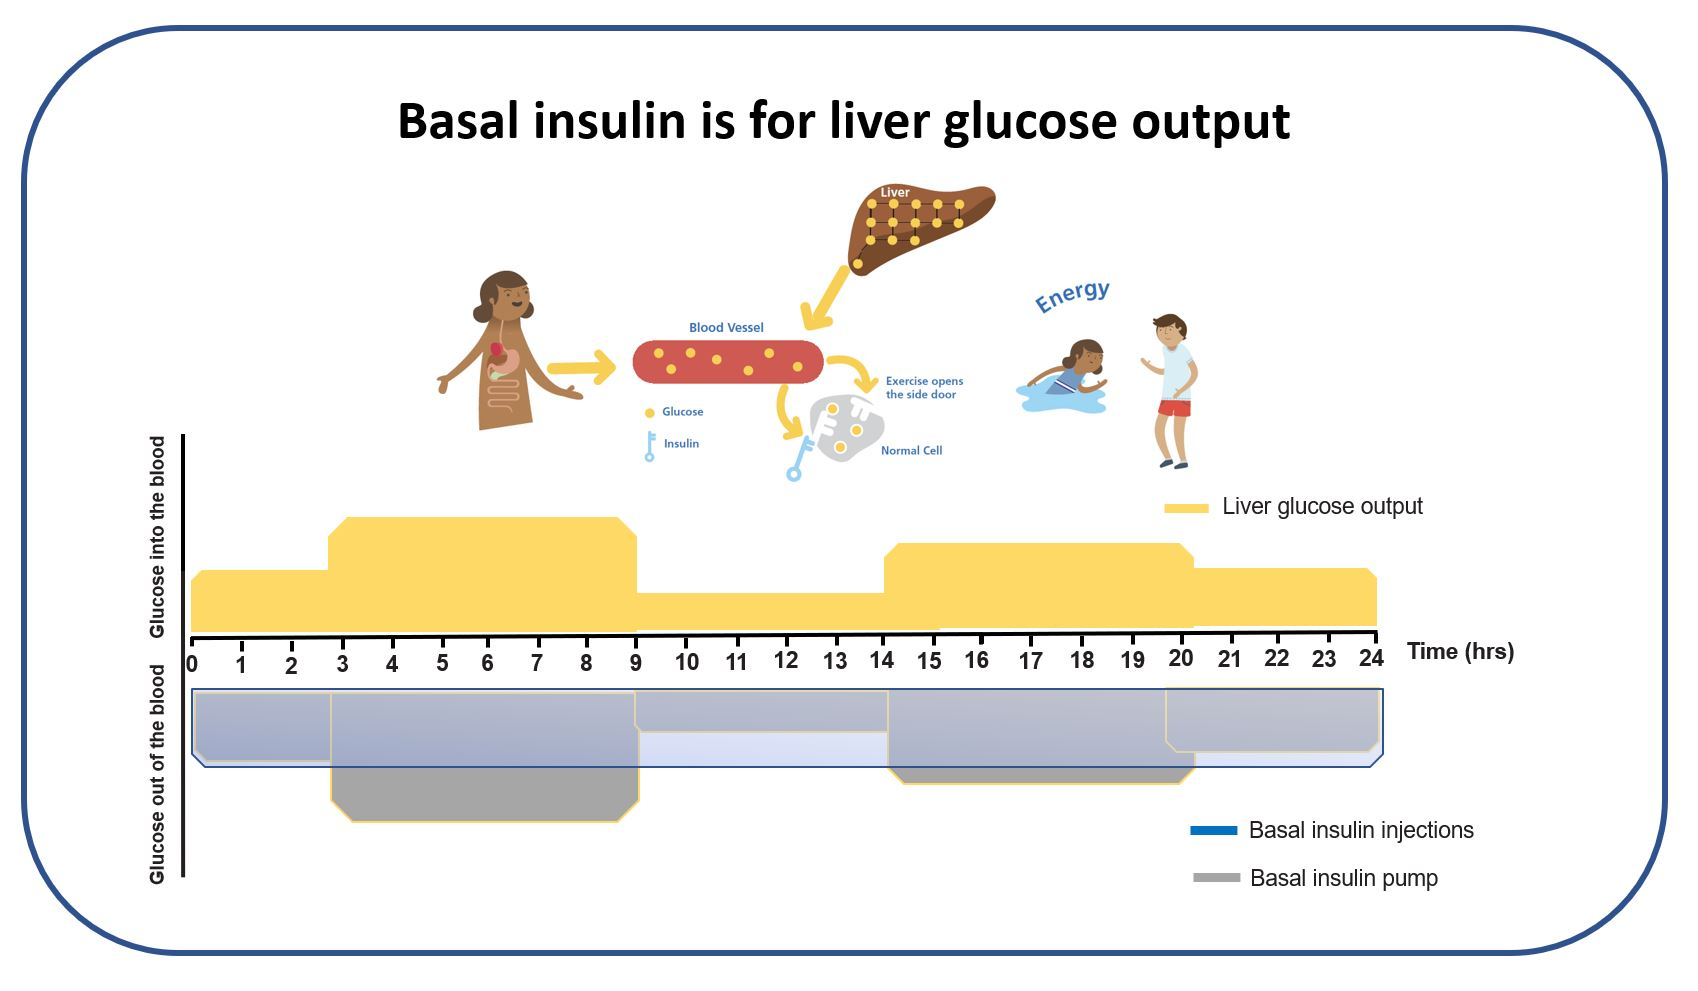 Basal insulin is for liver glucose output
Liver
Energy
Blood Vessel
Exercise opens
the side door
Glucose
Insulin
Normal Cell
Glucose into the blood
Liver glucose output
0 1 2 3 4 5 6 7 8 9 10 11 12 13 14 15 16 17 18 19 20 21 22 23 24
Time (hrs)
Glucose out of the blood
Basal insulin injections
Basal insulin pump